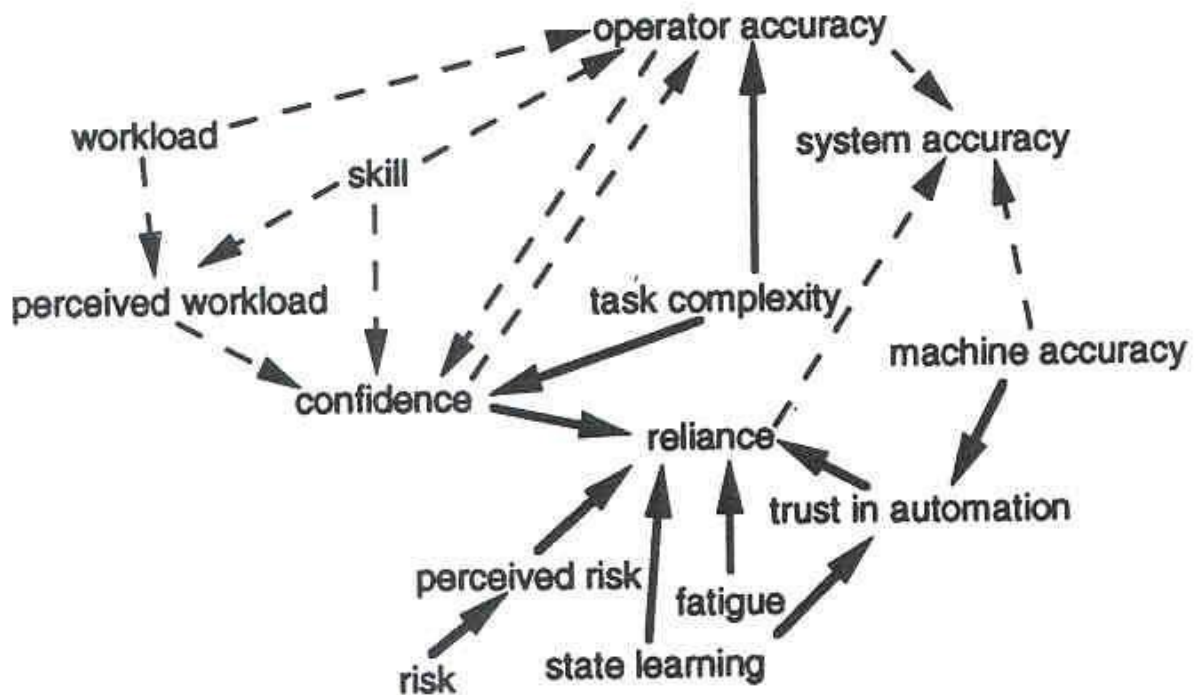 operator accuracy
workload
system accuracy
skill
perceived workload
task complexity
machine accuracy
confidence
reliance
trust in automation
perceived risk
fatigue
state learning
risk